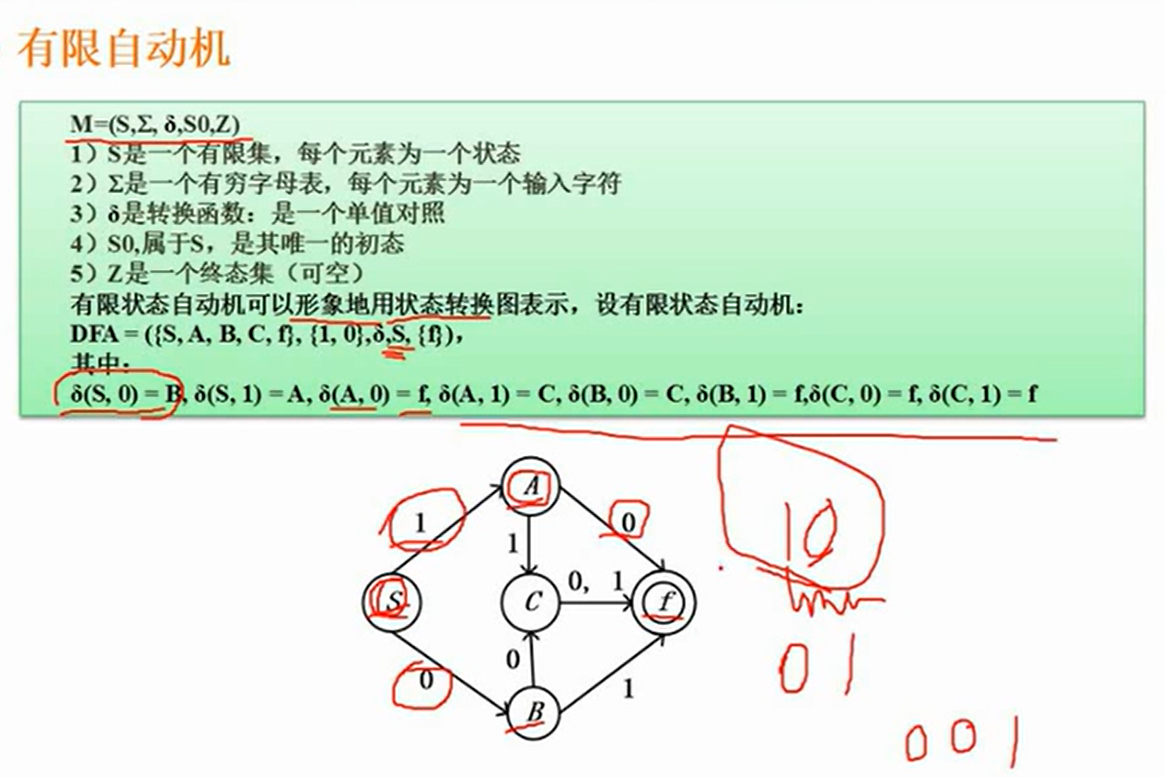 有限自动机
M=(S,Σ, δ,S0,Z)
1）S是一个有限集，每个元素为一个状态
2）Σ是一个有穷字母表，每个元素为一个输入字符
3）δ是转换函数：是一个单值对照
4）S0,属于S，是其唯一的初态
5）Z是一个终态集（可空）
有限状态自动机可以形象地用状态转换图表示，设有限状态自动机：
DFA = ({S, A, B, C, f}, {1, 0},δ,S, {f})，
其中：
δ(S, 0) = B, δ(S, 1) = A, δ(A, 0) = f, δ(A, 1) = C, δ(B, 0) = C, δ(B, 1) = f,δ(C, 0) = f, δ(C, 1) = f
A
1
0
1
10
S
C
0, 1
f
0
0
1
B
0 1
0 0 1